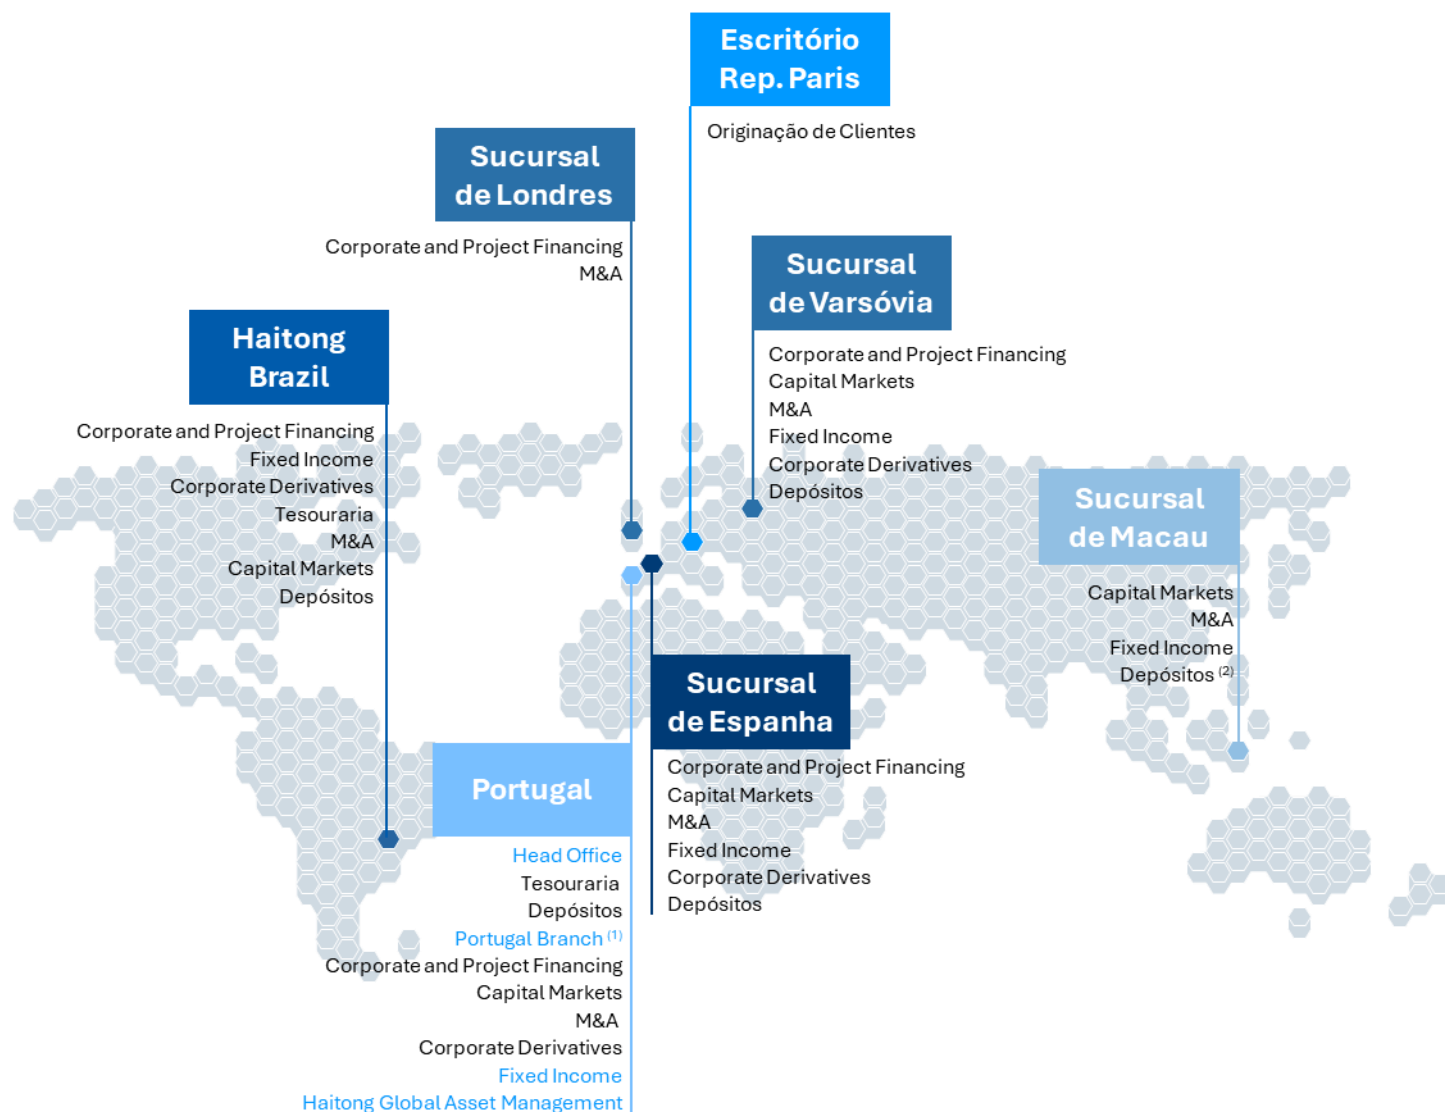 Escritório
Rep. Paris
Originação de Clientes
Sucursal
de Londres
Corporate and Project Financing
M&A
Sucursal
de Varsóvia
Corporate and Project Financing
Capital Markets
M&A
Fixed Income
Corporate Derivatives
Depósitos
Haitong
Brazil
Corporate and Project Financing
Fixed Income
Corporate Derivatives
Tesouraria
M&A
Capital Markets
Depósitos
Sucursal
de Macau
Capital Markets
M&A
Fixed Income
Depósitos (2)
Sucursal
de Espanha
Corporate and Project Financing
Capital Markets
M&A
Fixed Income
Corporate Derivatives
Depósitos
Portugal
Head Office
Tesouraria
Depósitos
Portugal Branch (1)
Corporate and Project Financing
Capital Markets
M&A
Corporate Derivatives
Fixed Income
Haitong Global Asset Management